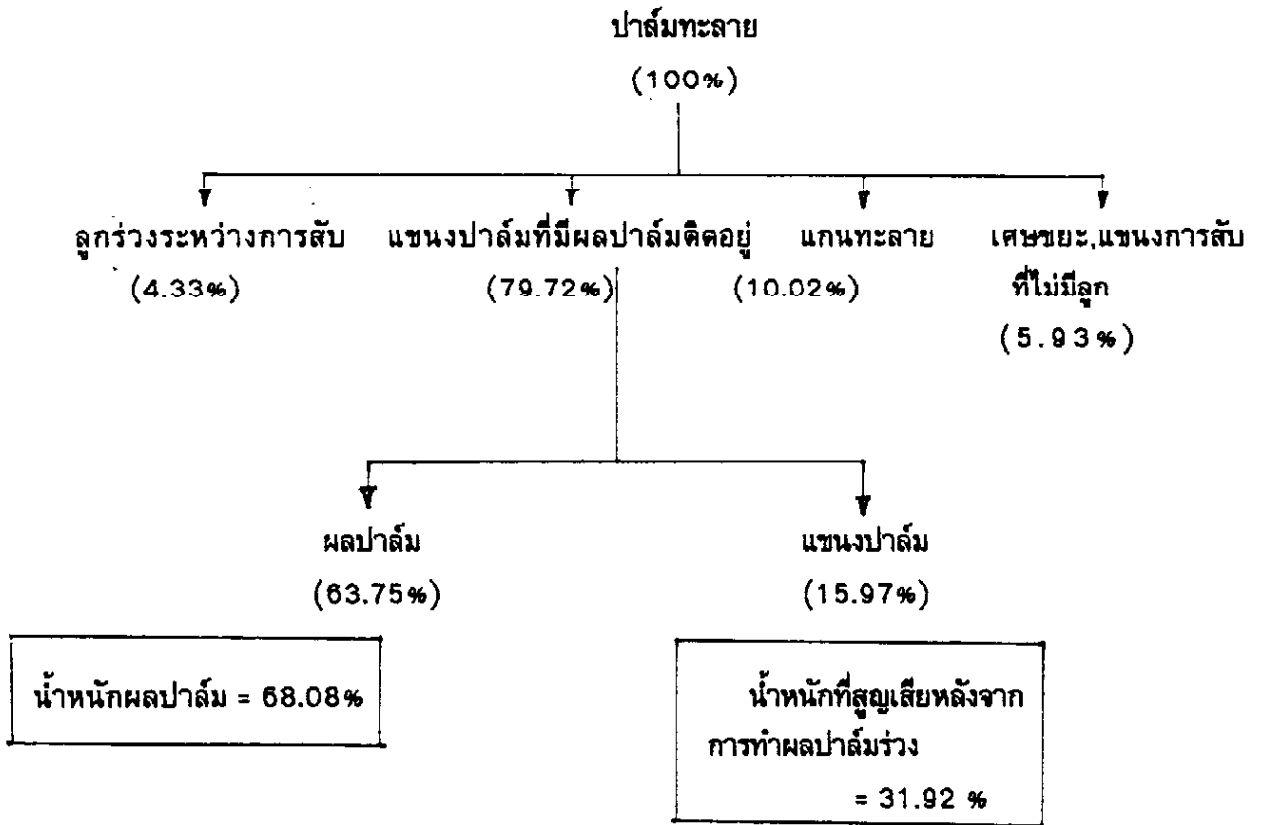 ปาล์มทะลาย
(100%)
ลูกร่วงระหว่างการสับ
(4.33%)
แขนงปาล์มที่มีผลปาล์มติดอยู่
(79.72%)
แกนทะลาย
(10.02%)
เศษขยะ,แขนงการสับ
ที่ไม่มีลูก
(5.93%)
ผลปาล์ม
(63.75%)
แขนงปาล์ม
(15.97%)
น้ำหนักผลปาล์ม = 68.08%
น้ำหนักที่สูญเสียหลังจาก
การทำผลปาล์มร่วง
= 31.92 %